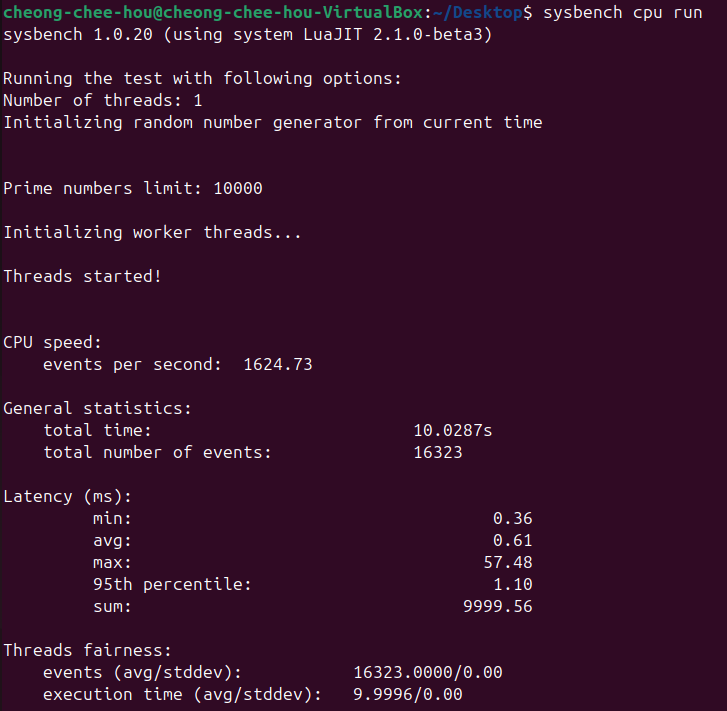 cheong-chee-hou@cheong-chee-hou-VirtualBox:~/Desktop$ sysbench cpu run
sysbench 1.0.20 (using system LuaJIT 2.1.0-beta3)
Running the test with following options:
Number of threads: 1
Initializing random number generator from current time
Prime numbers limit: 10000
Initializing worker threads...
Threads started!
CPU speed:
events per second: 1624.73
General statistics:
total time: 10.0287s
total number of events: 16323
Latency (ms):
min: 0.36
avg: 0.61
max: 57.48
95th percentile: 1.10
sum: 9999.56
Threads fairness:
events (avg/stddev): 16323.0000/0.00
execution time (avg/stddev): 9.9996/0.00